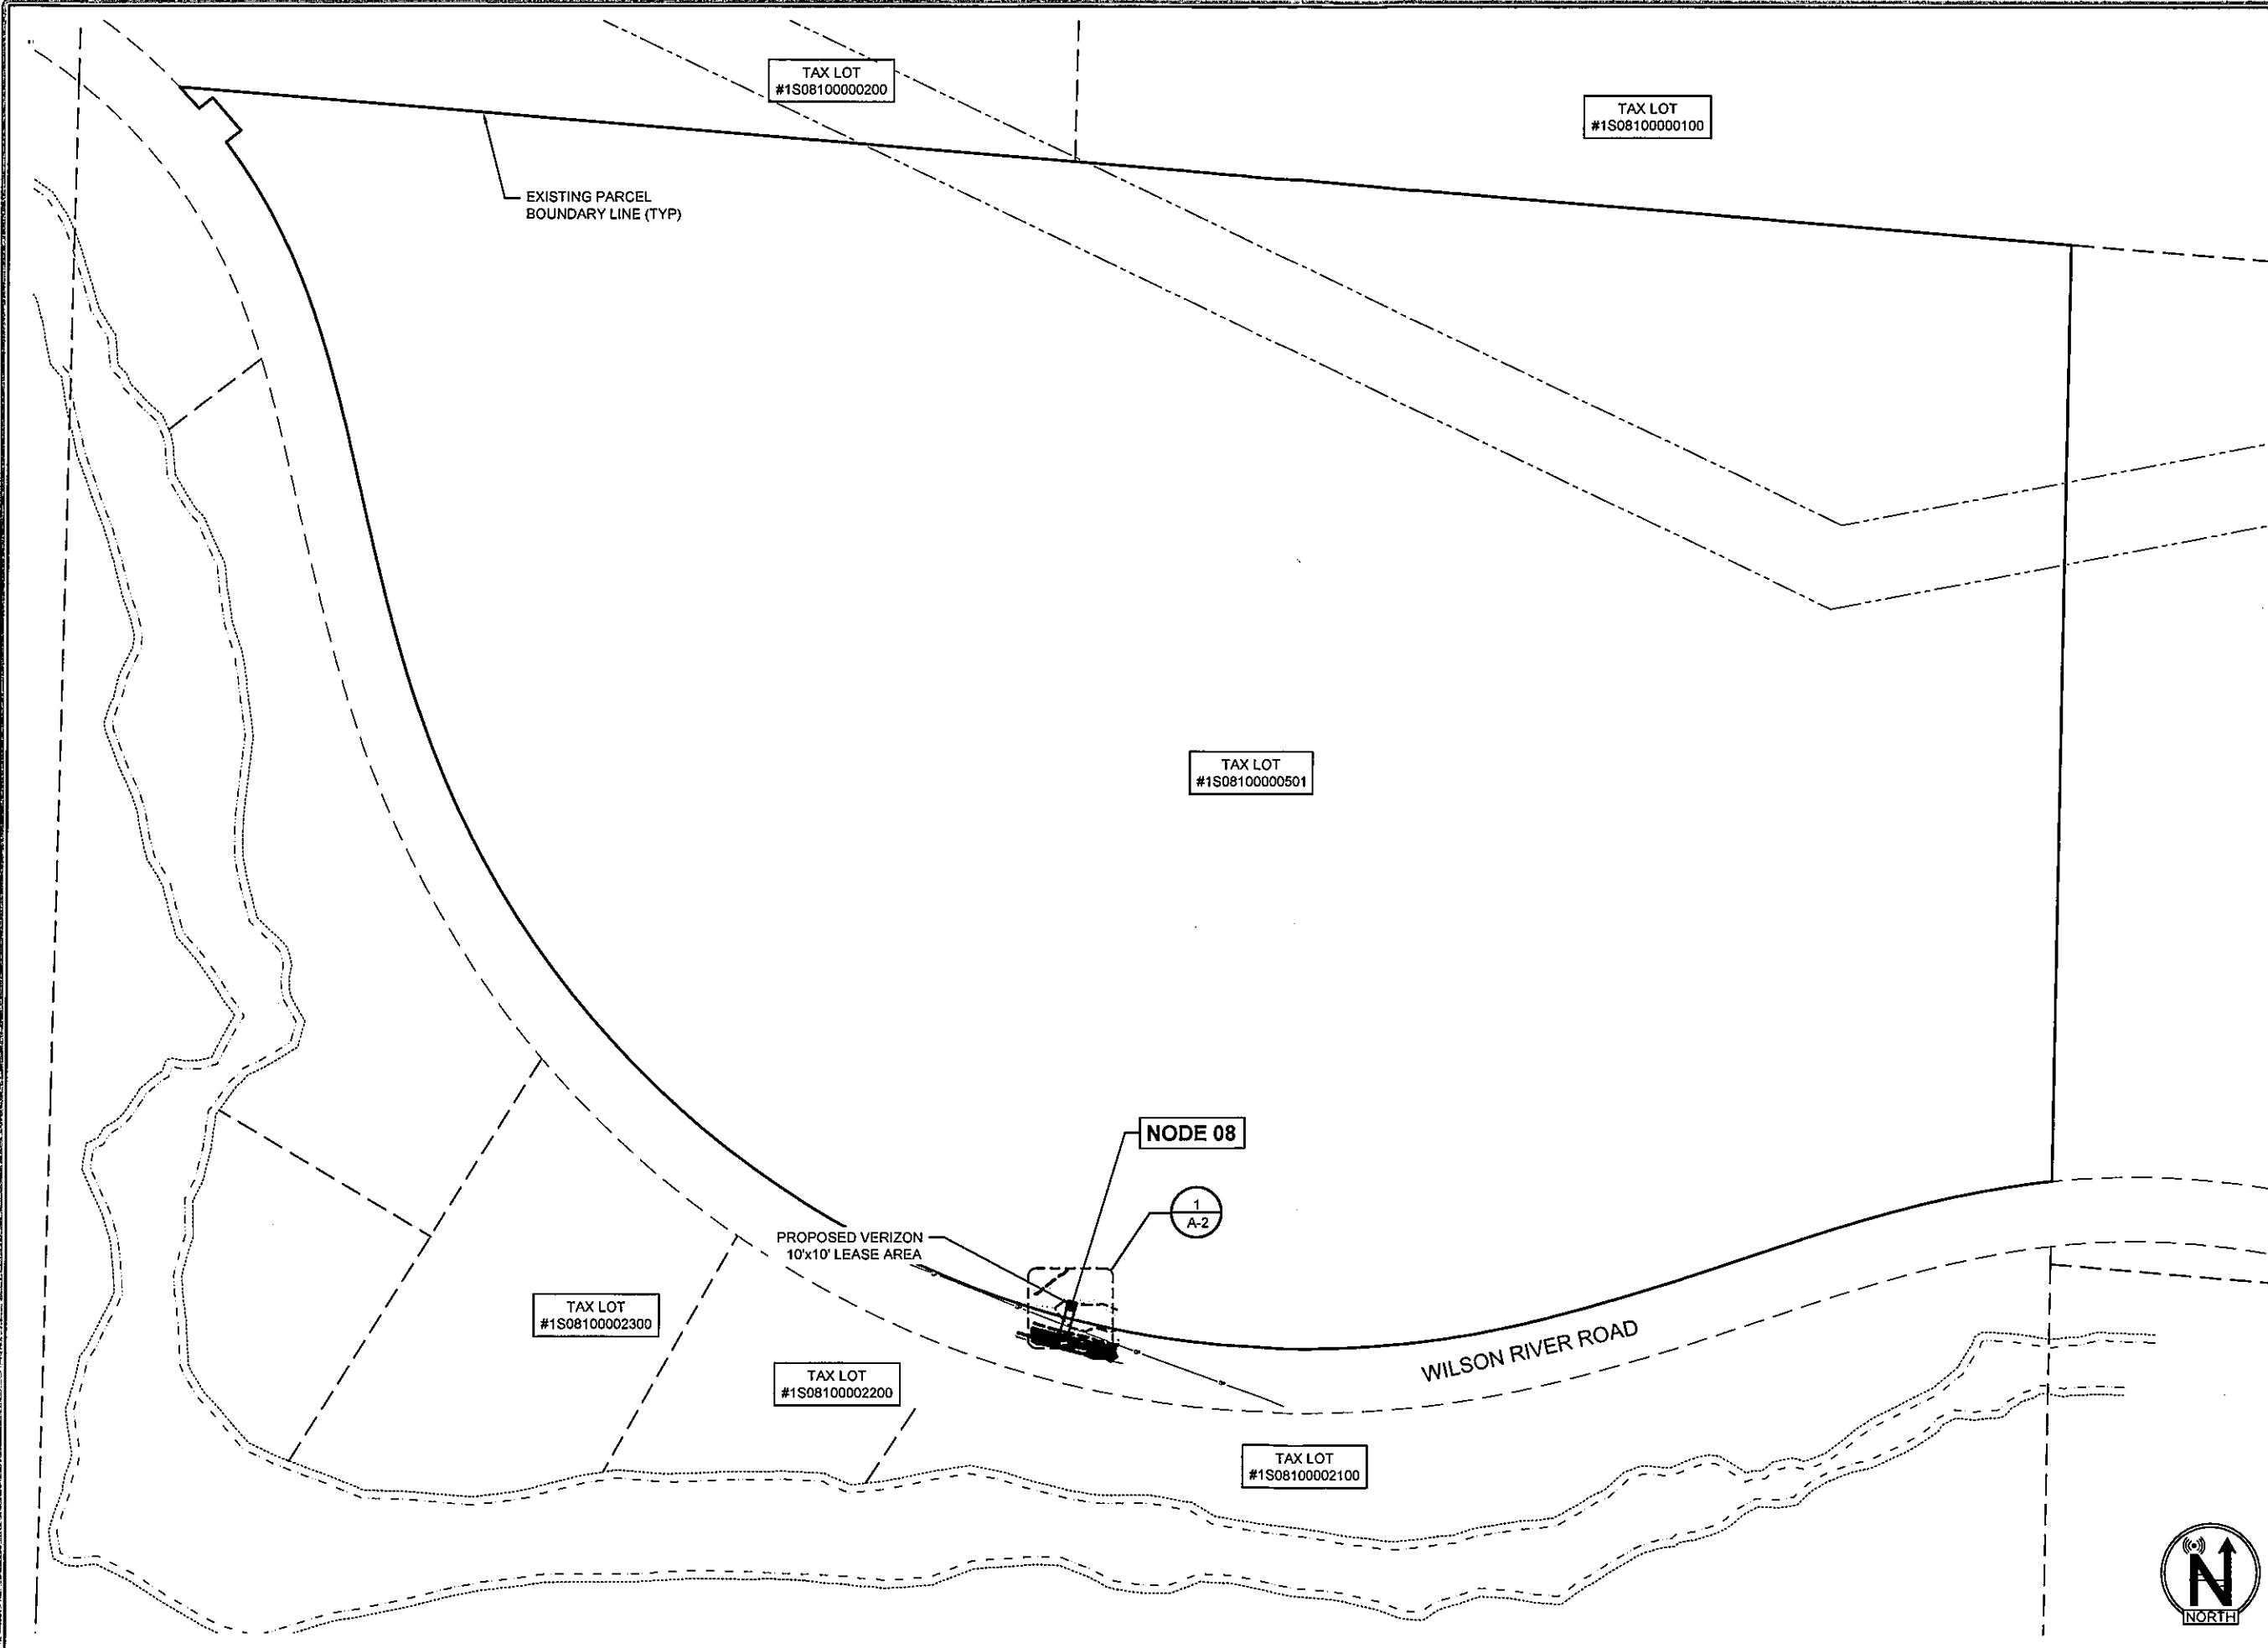 TAX LOT
#1S08100000200
TAX LOT
#1S08100000100
EXISTING PARCEL
BOUNDARY LINE (TYP)
TAX LOT
#1S08100000501
NODE 08
1
A-2
PROPOSED VERIZON
10'x10' LEASE AREA
TAX LOT
#1S08100002300
WILSON RIVER ROAD
TAX LOT
#1S08100002200
TAX LOT
#1S08100002100
N
NORTH